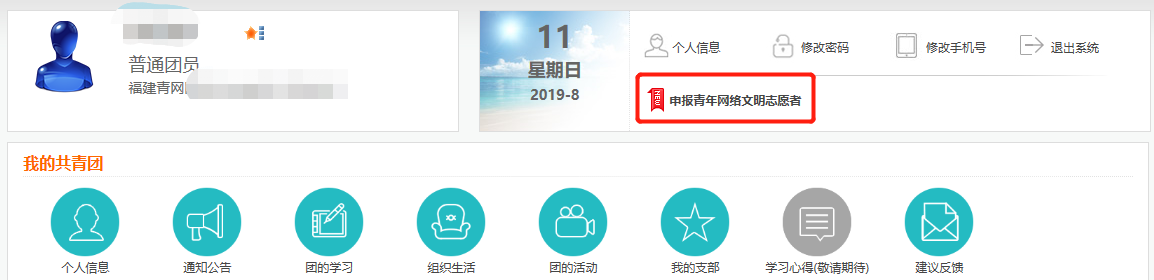 普通团员
福建青网
11
星期日
2019-8
个人信息
修改密码
修改手机号
退出系统
申报青年网络文明志愿者
我的共青团
个人信息
通知公告
团的学习
组织生活
团的活动
我的支部
学习心得(敬请期待)
建议反馈